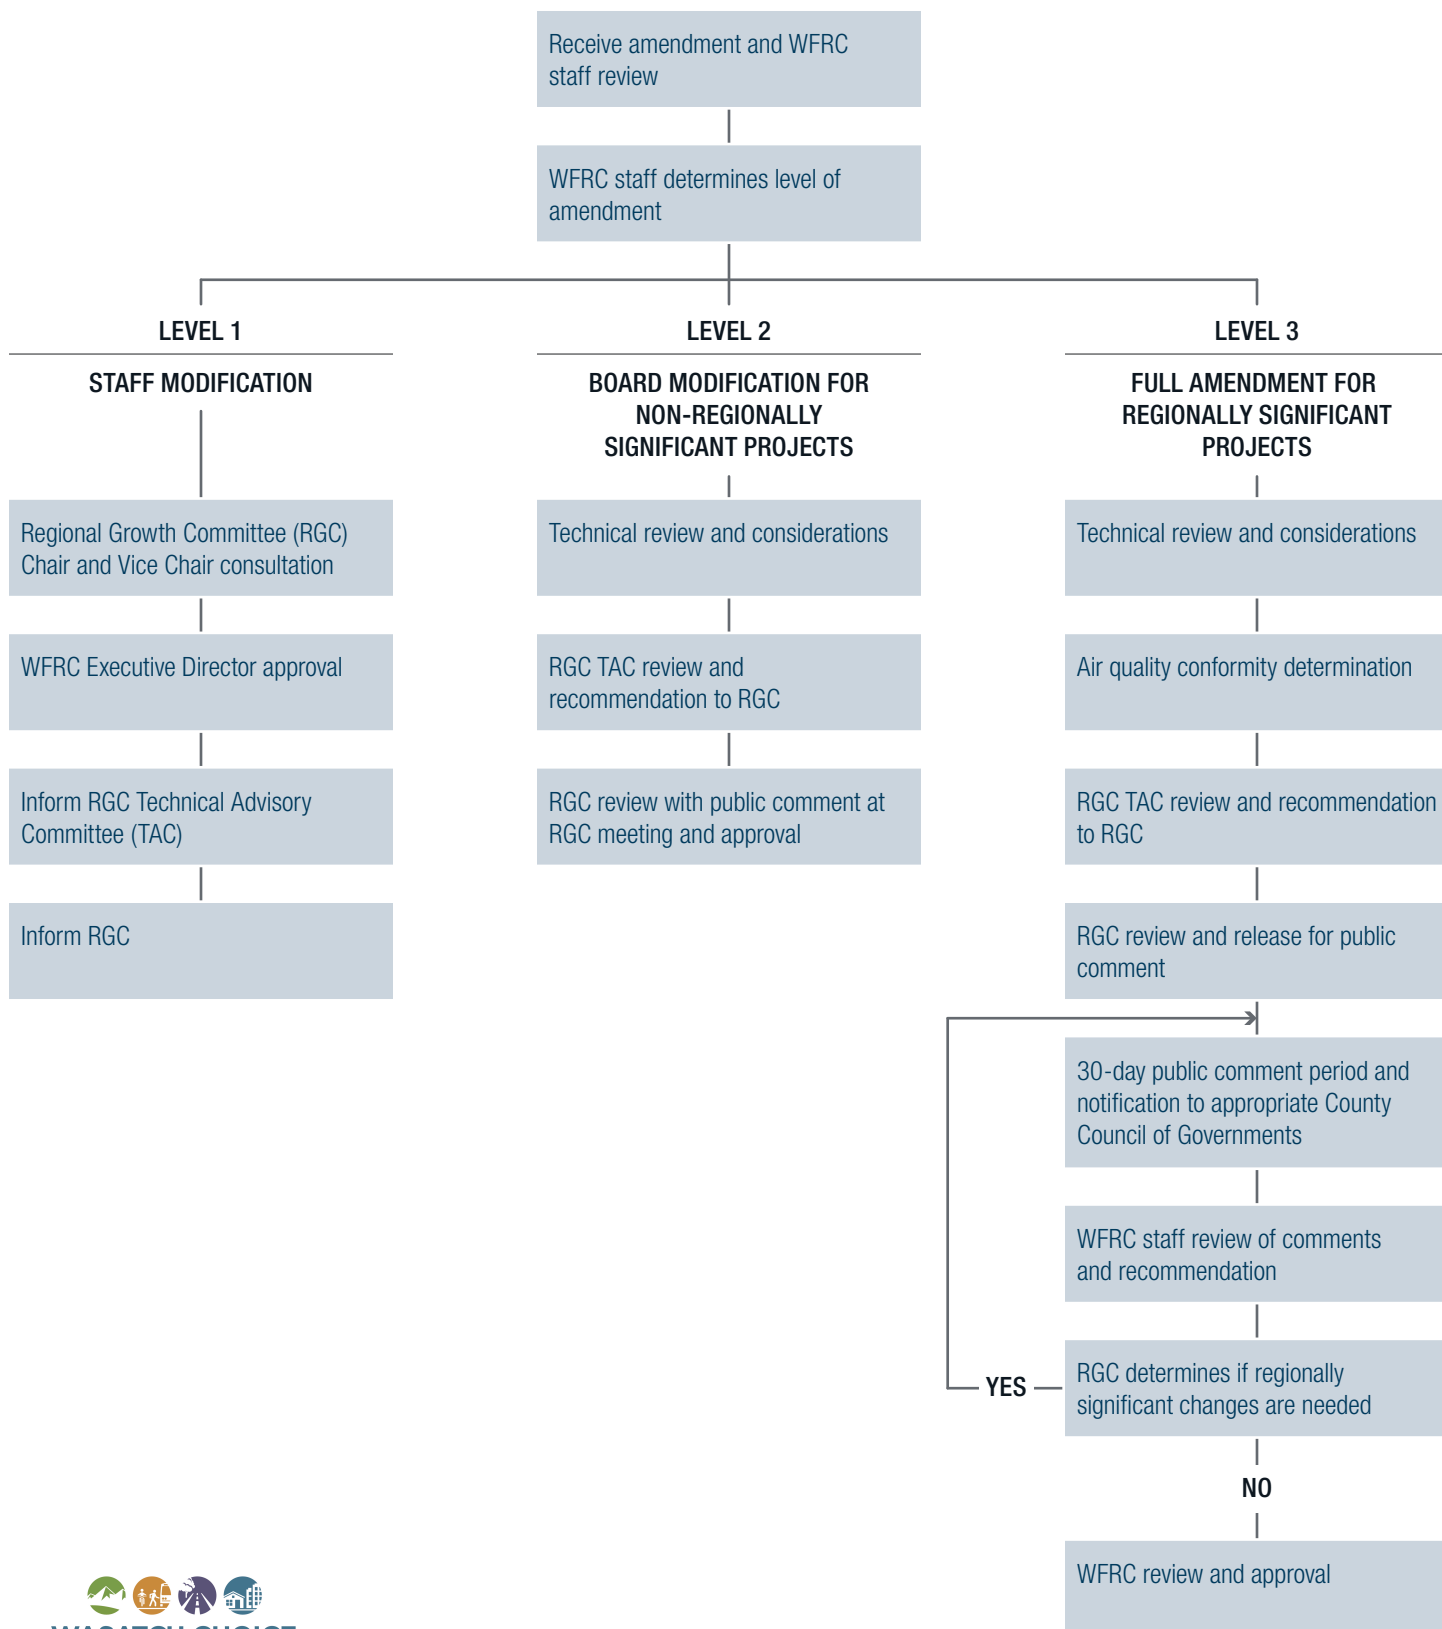 Receive amendment and WFRC
staff review
WFRC staff determines level of
amendment
LEVEL 1
STAFF MODIFICATION
Regional Growth Committee (RGC)
Chair and Vice Chair consultation
WFRC Executive Director approval
Inform RGC Technical Advisory
Committee (TAC)
Inform RGC
LEVEL 2
BOARD MODIFICATION FOR
NON-REGIONALLY
SIGNIFICANT PROJECTS
Technical review and considerations
RGC TAC review and
recommendation to RGC
RGC review with public comment at
RGC meeting and approval
LEVEL 3
FULL AMENDMENT FOR
REGIONALLY SIGNIFICANT
PROJECTS
Technical review and considerations
Air quality conformity determination
RGC TAC review and recommendation
to RGC
RGC review and release for public
comment
30-day public comment period and
notification to appropriate County
Council of Governments
WFRC staff review of comments
and recommendation
RGC determines if regionally
significant changes are needed
YES
NO
WFRC review and approval
WASATCH CHOICE